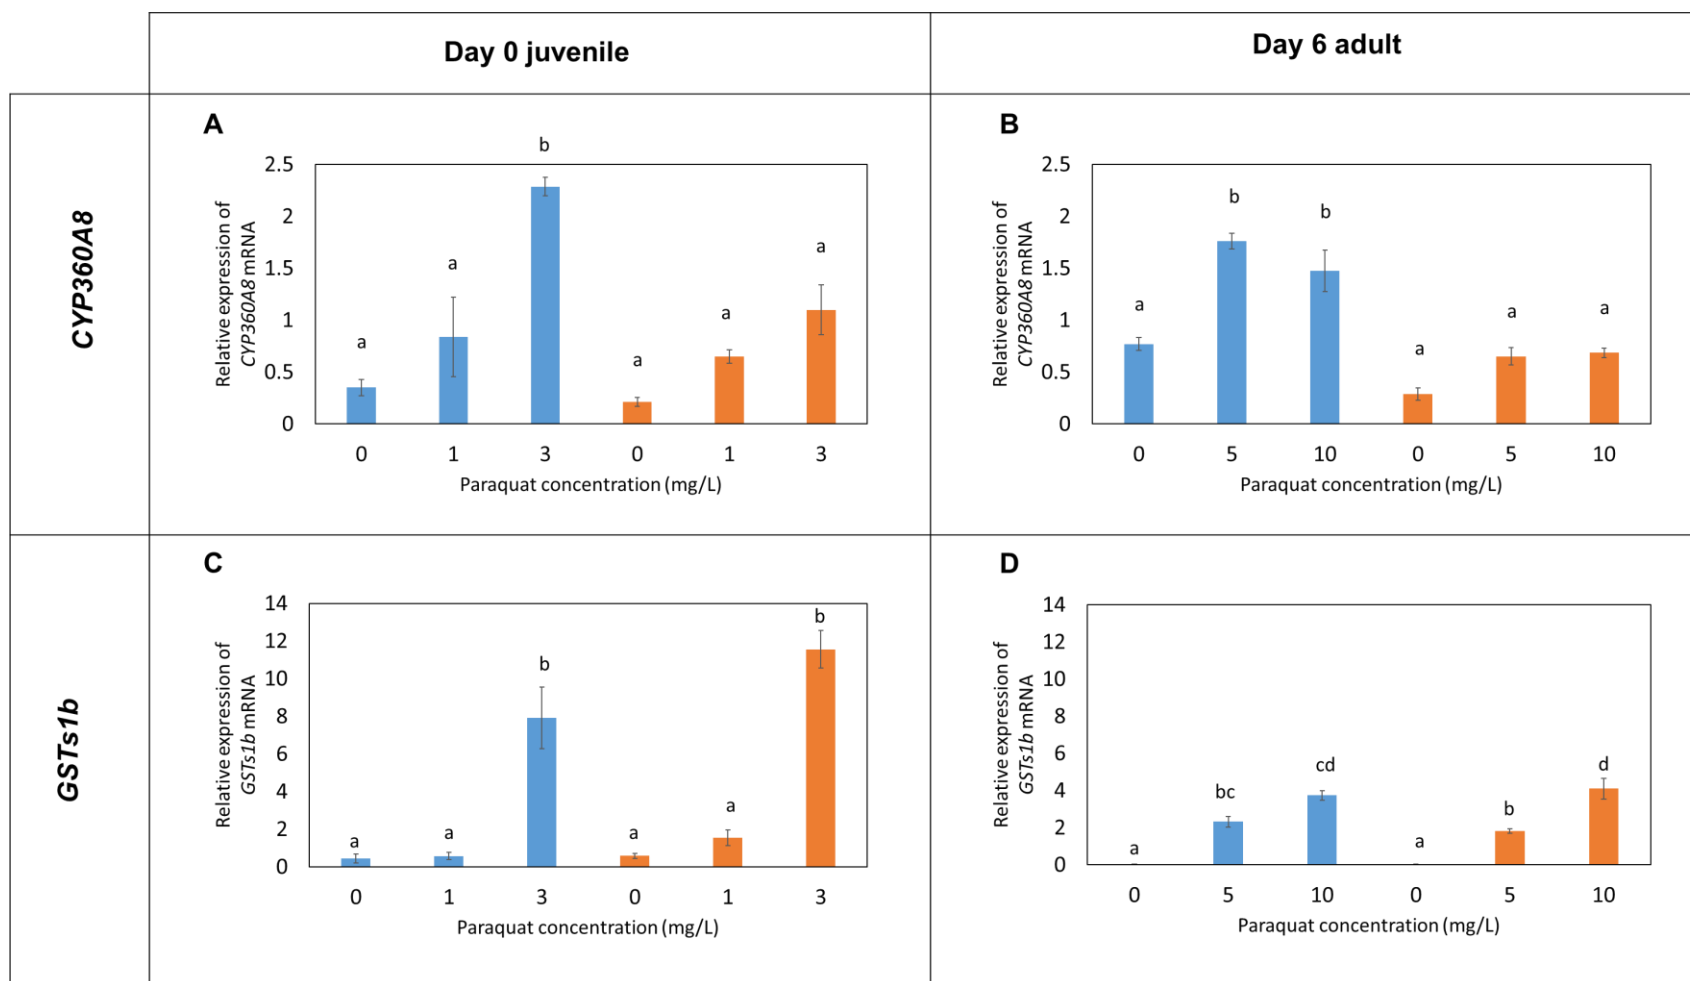 Day 0 juvenile
Day 6 adult
CYP360A8
A
Relative expression of
CYP360A8 mRNA
2.5
2
1.5
1
0.5
0
a
a
b
a
a
a
0 1 3 0 1 3
Paraquat concentration (mg/L)
B
Relative expression of
CYP360A8 mRNA
2.5
2
1.5
1
0.5
0
a
b
b
a
a
a
0 5 10 0 5 10
Paraquat concentration (mg/L)
GSTs1b
C
Relative expression of
GSTs1b mRNA
14
12
10
8
6
4
2
0
a
a
b
a
a
b
0 1 3 0 1 3
Paraquat concentration (mg/L)
D
Relative expression of
GSTs1b mRNA
14
12
10
8
6
4
2
0
a
bc
cd
a
b
d
0 5 10 0 5 10
Paraquat concentration (mg/L)